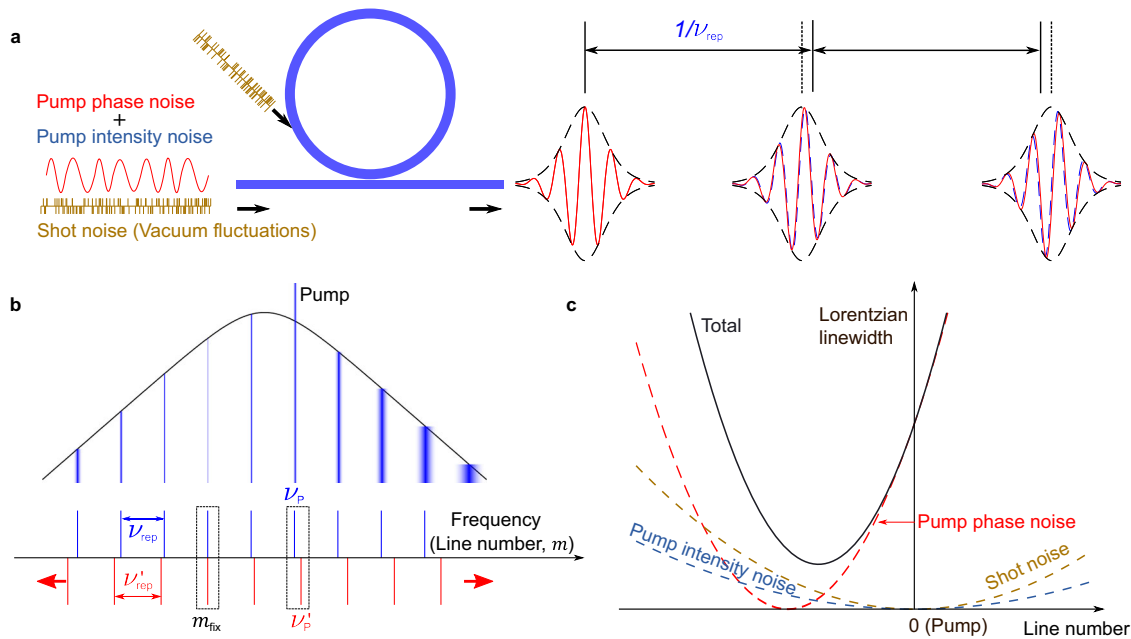 a
1/νrep
Pump phase noise
+
Pump intensity noise
Shot noise (Vacuum fluctuations)
b
Pump
νP
νrep
Frequency
(Line number, m)
ν'rep
mfix
ν'P
c
Total
Lorentzian
linewidth
Pump phase noise
Pump intensity noise
Shot noise
0 (Pump)
Line number